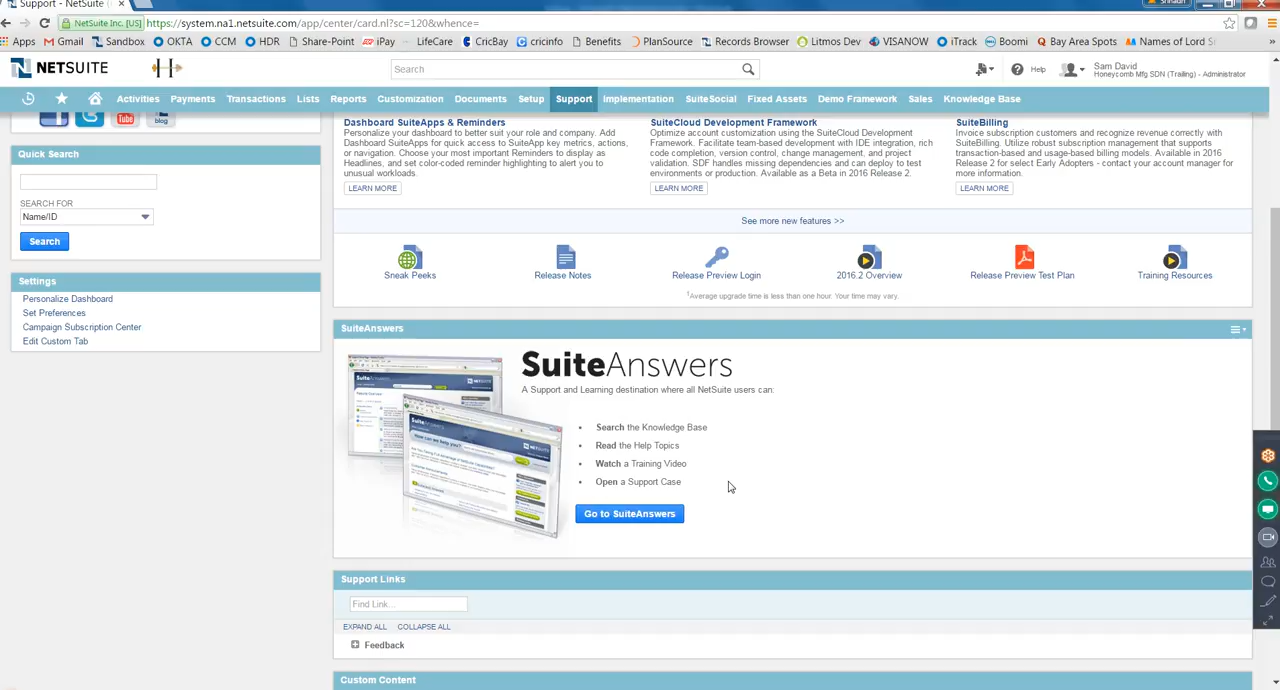 Support - NetSuite (
Shhadri
NetSuite Inc. [US] https://system.na1.netsuite.com/app/center/card.nl?sc=120&whence=
Apps Gmail Sandbox OKTA CCM HDR Share-Point iPay LifeCare CricBay cricinfo Benefits PlanSource Records Browser Litmos Dev VISANOW iTrack Boomi Bay Area Spots Names of Lord
NETSUITE
Search
Help
Sam David
Honeycomb Mfg SDN (Trailing) - Administrator
Activities Payments Transactions Lists Reports Customization Documents Setup Support Implementation SuiteSocial Fixed Assets Demo Framework Sales Knowledge Base
You Tube blog
Quick Search
SEARCH FOR
Name/ID
Search
Settings
Personalize Dashboard
Set Preferences
Campaign Subscription Center
Edit Custom Tab
Dashboard SuiteApps & Reminders
Personalize your dashboard to better suit your role and company. Add
Dashboard SuiteApps for quick access to SuiteApp key metrics, actions,
or navigation. Choose your most important Reminders to display as
Headlines, and set color-coded reminder highlighting to alert you to
unusual workloads.
LEARN MORE
SuiteCloud Development Framework
Optimize account customization using the SuiteCloud Development
Framework. Facilitate team-based development with IDE integration, rich
code completion, version control, change management, and project
validation. SDF handles missing dependencies and can deploy to test
environments or production. Available as a Beta in 2016 Release 2.
LEARN MORE
SuiteBilling
Invoice subscription customers and recognize revenue correctly with
SuiteBilling. Utilize robust subscription management that supports
transaction-based and usage-based billing models. Available in 2016
Release 2 for select Early Adopters - contact your account manager for
more information.
LEARN MORE
See more new features >>
Sneak Peeks
Release Notes
Release Preview Login
2016.2 Overview
Release Preview Test Plan
Training Resources
1Average upgrade time is less than one hour. Your time may vary.
SuiteAnswers
SuiteAnswers
A Support and Learning destination where all NetSuite users can:
Search the Knowledge Base
Read the Help Topics
Watch a Training Video
Open a Support Case
Go to SuiteAnswers
Support Links
Find Link...
EXPAND ALL COLLAPSE ALL
Feedback
Custom Content